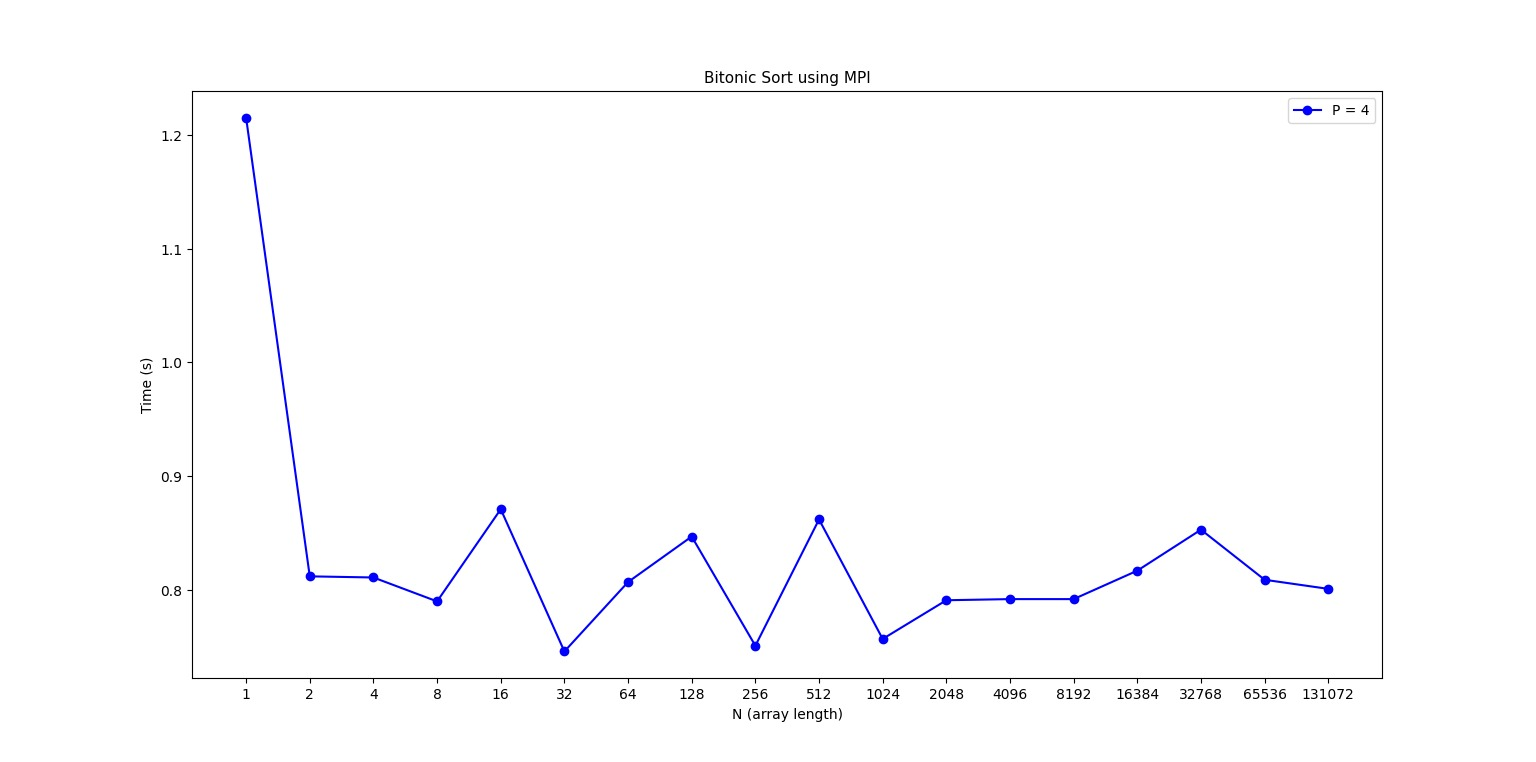 Bitonic Sort using MPI
P = 4
Time (s)
1.2
1.1
1.0
0.9
0.8
1 2 4 8 16 32 64 128 256 512 1024 2048 4096 8192 16384 32768 65536 131072
N (array length)